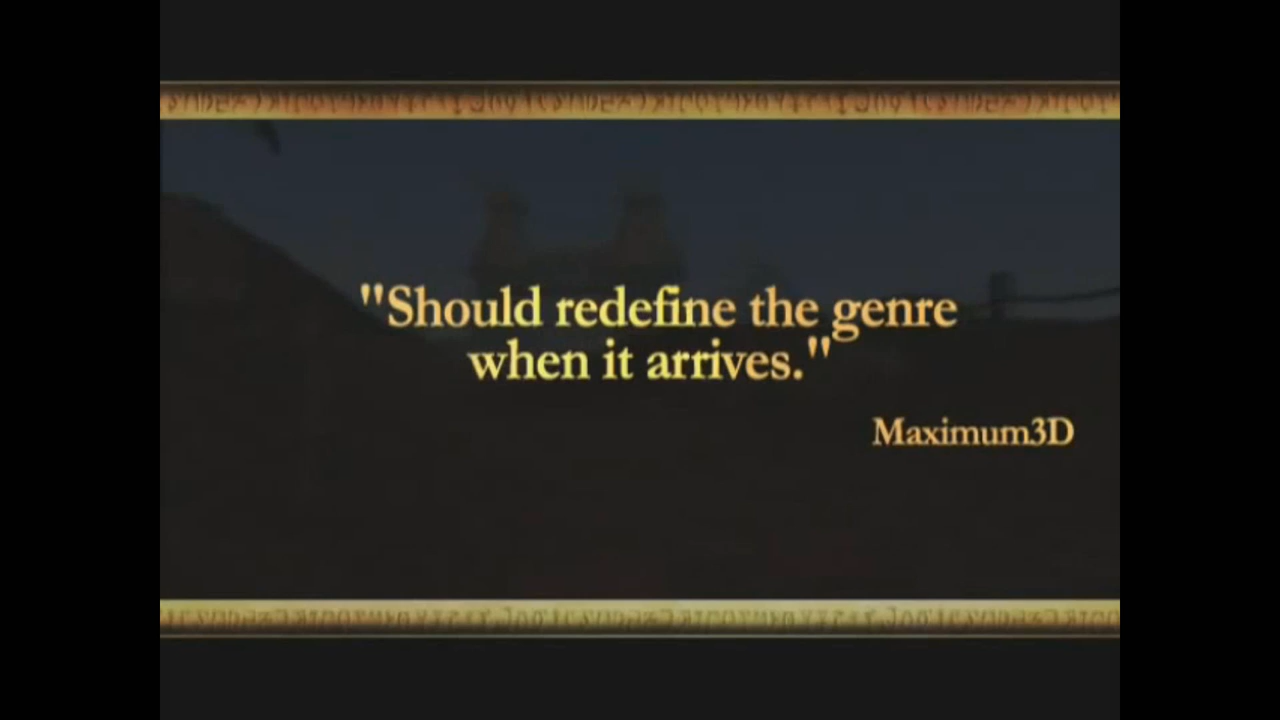 "Should redefine the genre
when it arrives."
Maximum3D